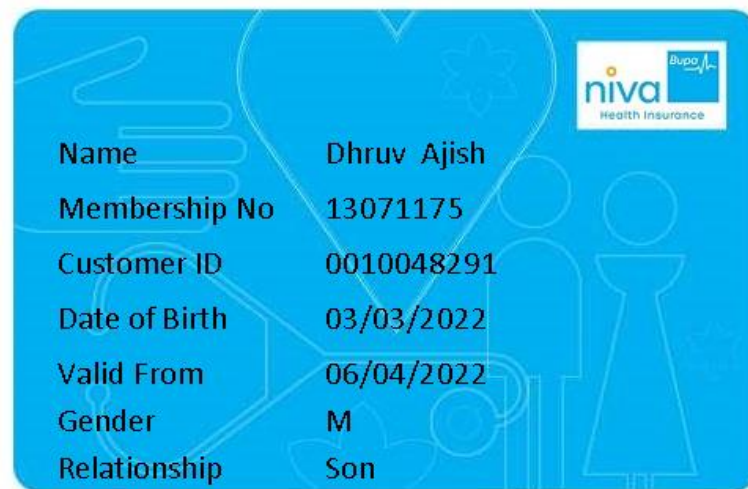 Bupa
niva
Health Insurance
Name Dhruv Ajish
Membership No 13071175
Customer ID 0010048291
Date of Birth 03/03/2022
Valid From 06/04/2022
Gender M
Relationship Son